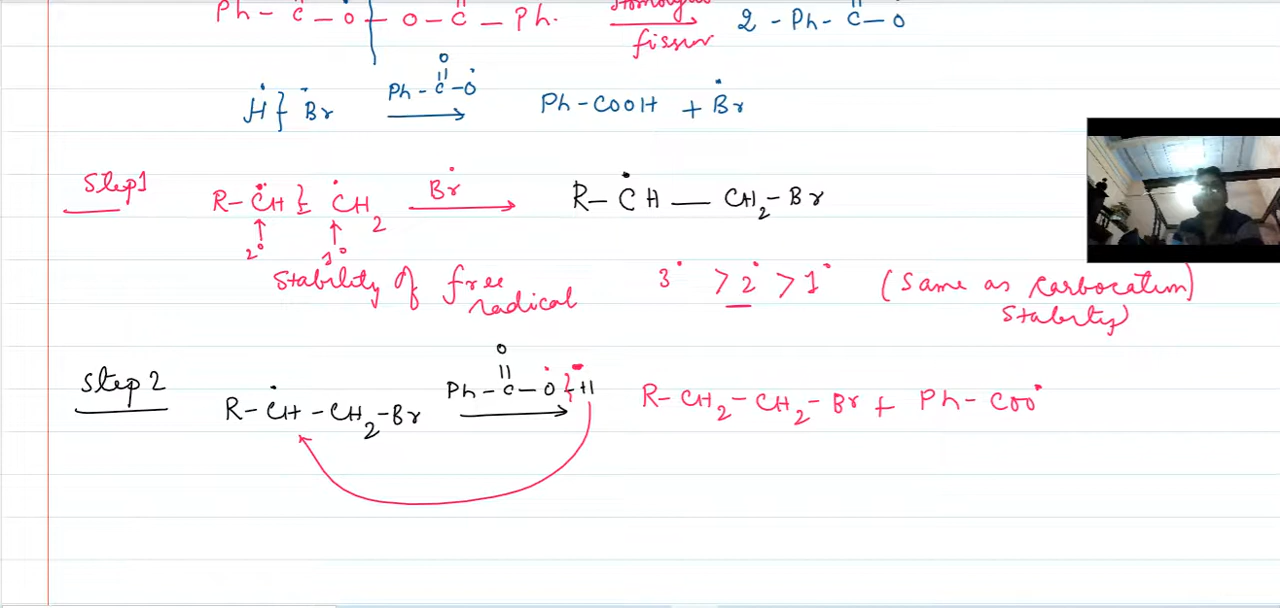 Ph - C - O - O - C - Ph. fissur 2 - Ph - C - O
O
H } Br Ph - C - O Ph - COOH + Br
Step 1 R - CH } CH2 Br R - CH — CH2 - Br
2° 1°
Stability of free radical 3° > 2° > 1° (Same as Carbocation) Stability
O
Step 2 R - CH - CH2 - Br Ph - C - O } H R - CH2 - CH2 - Br + Ph - COO